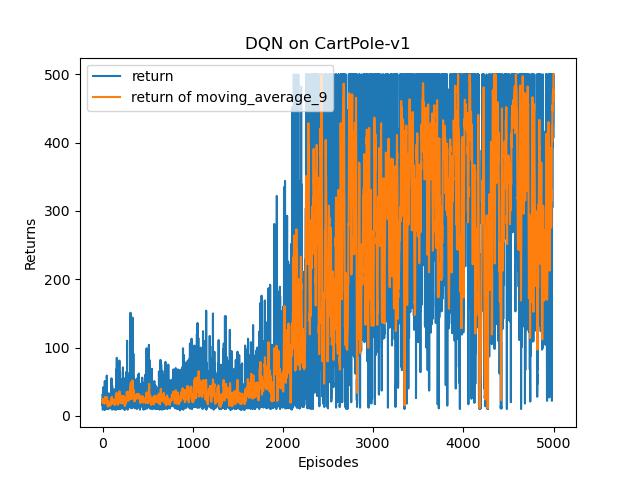 DQN on CartPole-v1
return
return of moving_average_9
Returns
500
400
300
200
100
0
0 1000 2000 3000 4000 5000
Episodes